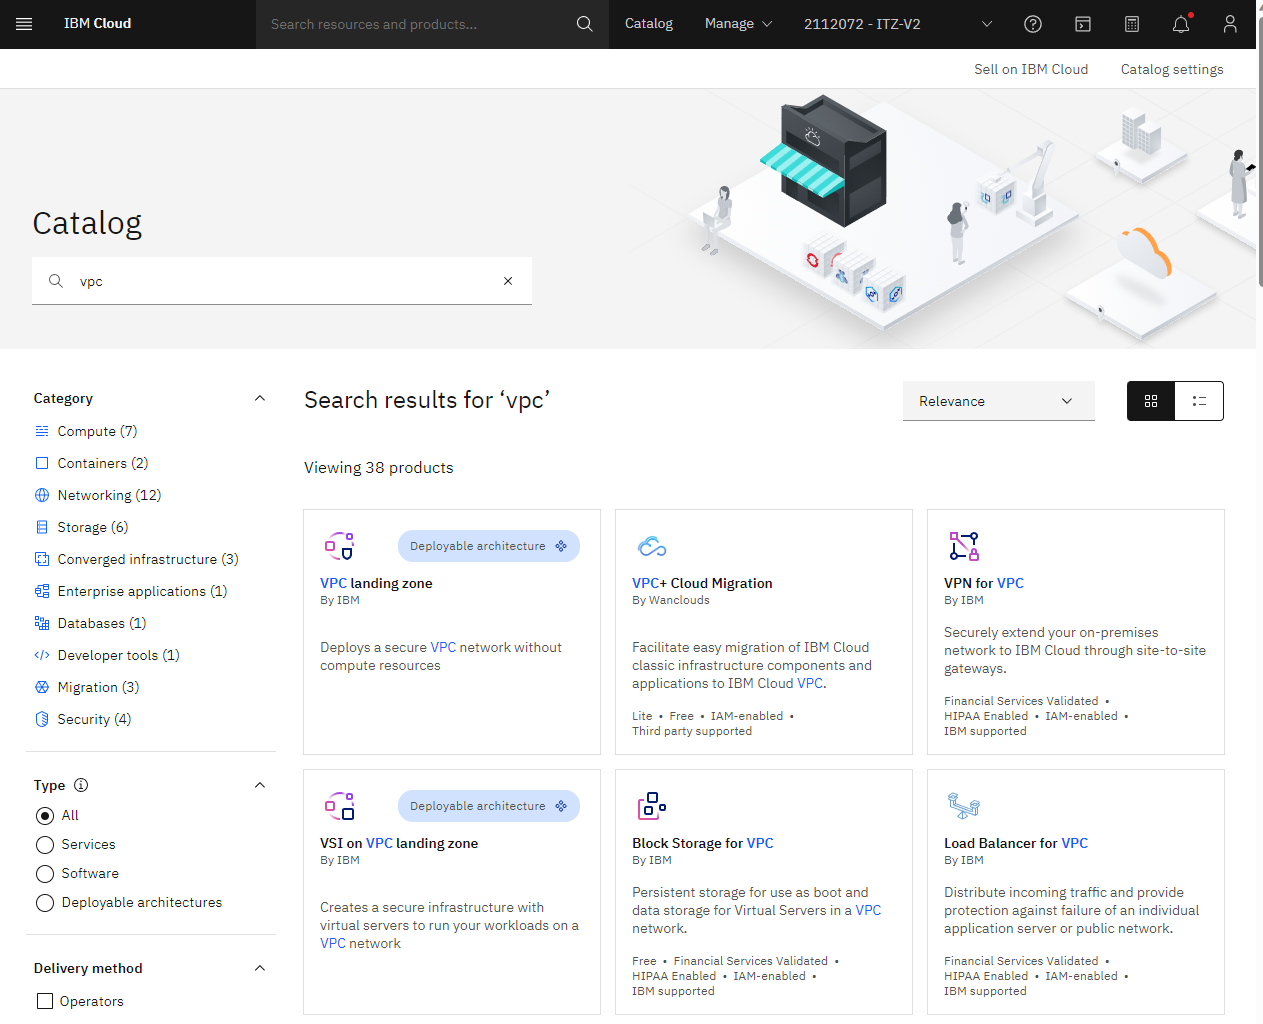 IBM Cloud
Search resources and products...
Catalog
Manage
2112072 - ITZ-V2
Sell on IBM Cloud
Catalog settings
Catalog
vpc
Category
Compute (7)
Containers (2)
Networking (12)
Storage (6)
Converged infrastructure (3)
Enterprise applications (1)
Databases (1)
Developer tools (1)
Migration (3)
Security (4)
Type
All
Services
Software
Deployable architectures
Delivery method
Operators
Search results for ‘vpc’
Relevance
Viewing 38 products
Deployable architecture
VPC landing zone
By IBM
Deploys a secure VPC network without
compute resources
VPC+ Cloud Migration
By Wanclouds
Facilitate easy migration of IBM Cloud
classic infrastructure components and
applications to IBM Cloud VPC.
Lite • Free • IAM-enabled •
Third party supported
VPN for VPC
By IBM
Securely extend your on-premises
network to IBM Cloud through site-to-site
gateways.
Financial Services Validated •
HIPAA Enabled • IAM-enabled •
IBM supported
Deployable architecture
VSI on VPC landing zone
By IBM
Creates a secure infrastructure with
virtual servers to run your workloads on a
VPC network
Block Storage for VPC
By IBM
Persistent storage for use as boot and
data storage for Virtual Servers in a VPC
network.
Free • Financial Services Validated •
HIPAA Enabled • IAM-enabled •
IBM supported
Load Balancer for VPC
By IBM
Distribute incoming traffic and provide
protection against failure of an individual
application server or public network.
Financial Services Validated •
HIPAA Enabled • IAM-enabled •
IBM supported